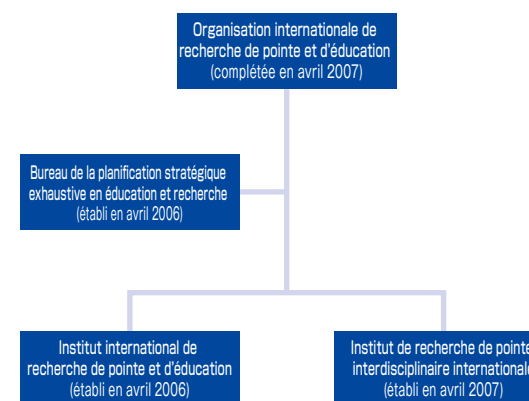 Organisation internationale de
recherche de pointe et d'éducation
(complétée en avril 2007)
Bureau de la planification stratégique
exhaustive en éducation et recherche
(établi en avril 2006)
Institut international de
recherche de pointe et d'éducation
(établi en avril 2006)
Institut de recherche de pointe
interdisciplinaire internationale
(établi en avril 2007)